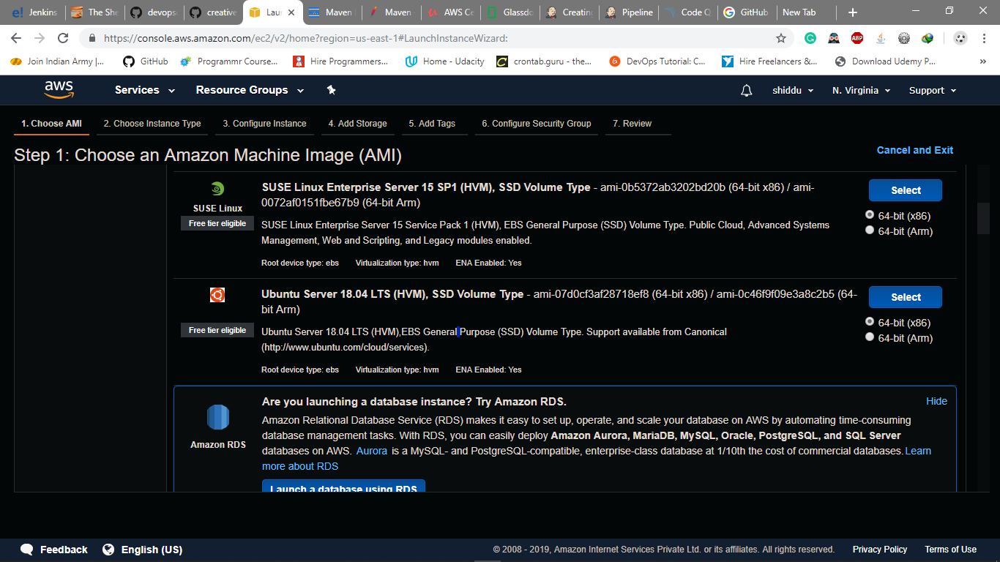 Jenkins
The She
devops
creative
Lau
Maven
Maven
AWS Ce
Glassdo
Creating
Pipeline
Code Q
GitHub
New Tab
https://console.aws.amazon.com/ec2/v2/home?region=us-east-1#LaunchInstanceWizard:
ABP
Join Indian Army |...
GitHub
Programmr Course...
Hire Programmers...
Home - Udacity
crontab.guru - the...
DevOps Tutorial: C...
Hire Freelancers &...
Download Udemy P...
aws
Services
Resource Groups
shiddu
N. Virginia
Support
1. Choose AMI
2. Choose Instance Type
3. Configure Instance
4. Add Storage
5. Add Tags
6. Configure Security Group
7. Review
Step 1: Choose an Amazon Machine Image (AMI)
Cancel and Exit
SUSE Linux
Free tier eligible
SUSE Linux Enterprise Server 15 SP1 (HVM), SSD Volume Type - ami-0b5372ab3202bd20b (64-bit x86) / ami-
0072af0151fbe67b9 (64-bit Arm)
SUSE Linux Enterprise Server 15 Service Pack 1 (HVM), EBS General Purpose (SSD) Volume Type. Public Cloud, Advanced Systems
Management, Web and Scripting, and Legacy modules enabled.
Root device type: ebs
Virtualization type: hvm
ENA Enabled: Yes
Select
64-bit (x86)
64-bit (Arm)
Free tier eligible
Ubuntu Server 18.04 LTS (HVM), SSD Volume Type - ami-07d0cf3af28718ef8 (64-bit x86) / ami-0c46f9f09e3a8c2b5 (64-
bit Arm)
Ubuntu Server 18.04 LTS (HVM),EBS General Purpose (SSD) Volume Type. Support available from Canonical
(http://www.ubuntu.com/cloud/services).
Root device type: ebs
Virtualization type: hvm
ENA Enabled: Yes
Select
64-bit (x86)
64-bit (Arm)
Amazon RDS
Are you launching a database instance? Try Amazon RDS.
Hide
Amazon Relational Database Service (RDS) makes it easy to set up, operate, and scale your database on AWS by automating time-consuming
database management tasks. With RDS, you can easily deploy Amazon Aurora, MariaDB, MySQL, Oracle, PostgreSQL, and SQL Server
databases on AWS. Aurora is a MySQL- and PostgreSQL-compatible, enterprise-class database at 1/10th the cost of commercial databases. Learn
more about RDS
Launch a database using RDS
Feedback
English (US)
© 2008 - 2019, Amazon Internet Services Private Ltd. or its affiliates. All rights reserved.
Privacy Policy
Terms of Use